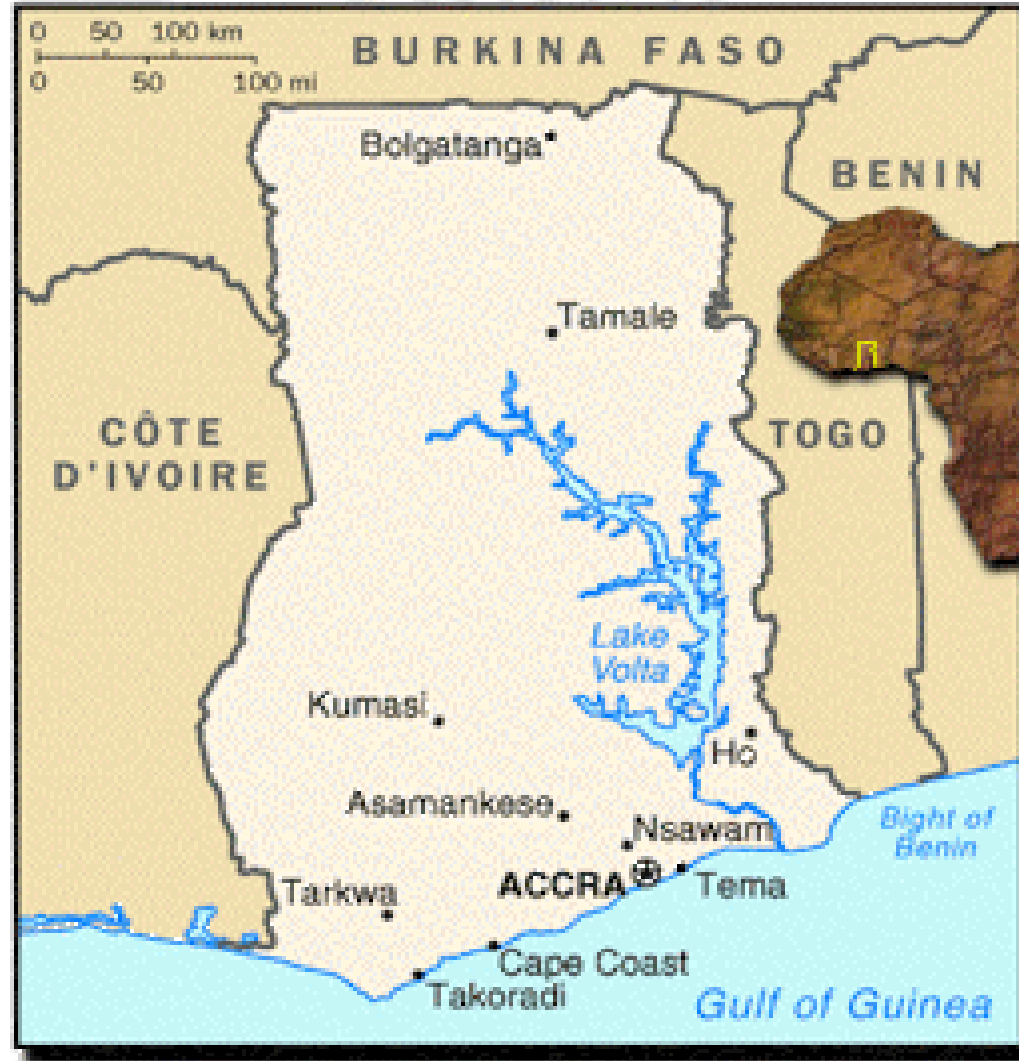 0 50 100 km
0 50 100 mi
BURKINA FASO
Bolgatanga
BENIN
Tamale
CÔTE
D'IVOIRE
TOGO
Lake
Volta
Kumasi
Ho
Asamankese
Nsawam
Bight of
Benin
ACCRA
Tema
Tarkwa
Cape Coast
Takoradi
Gulf of Guinea